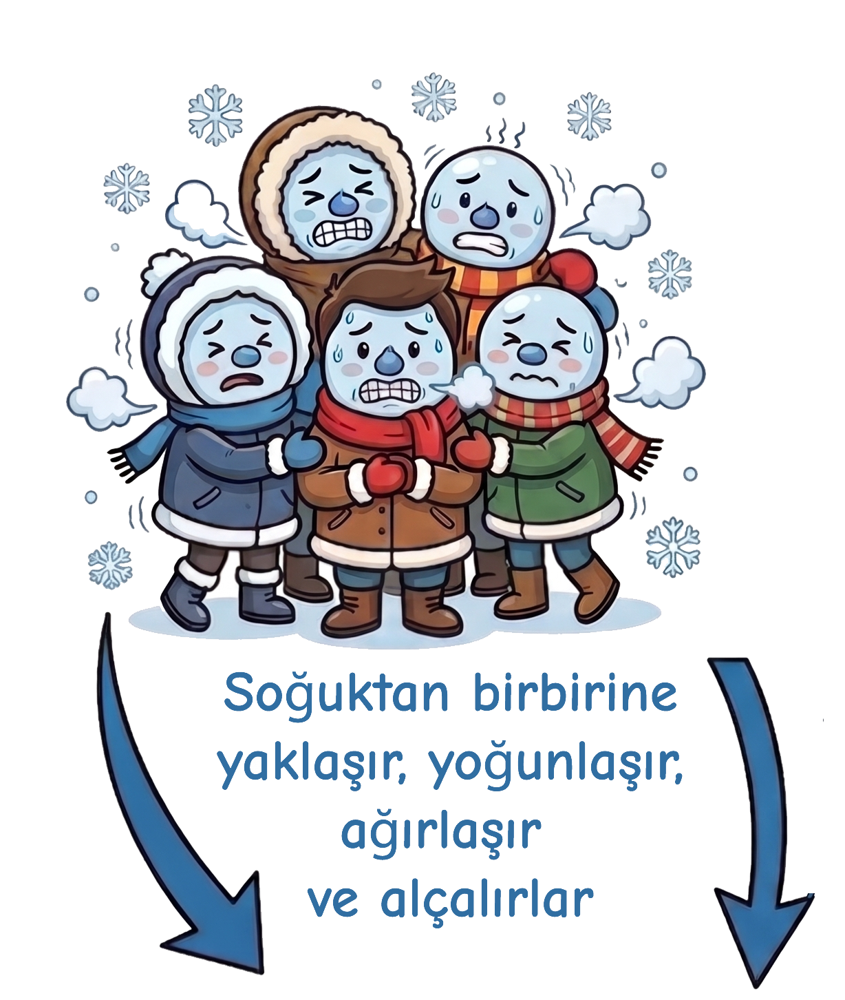 Soğuktan birbirine
yaklaşır, yoğunlaşır,
ağırlaşır
ve alçalırlar